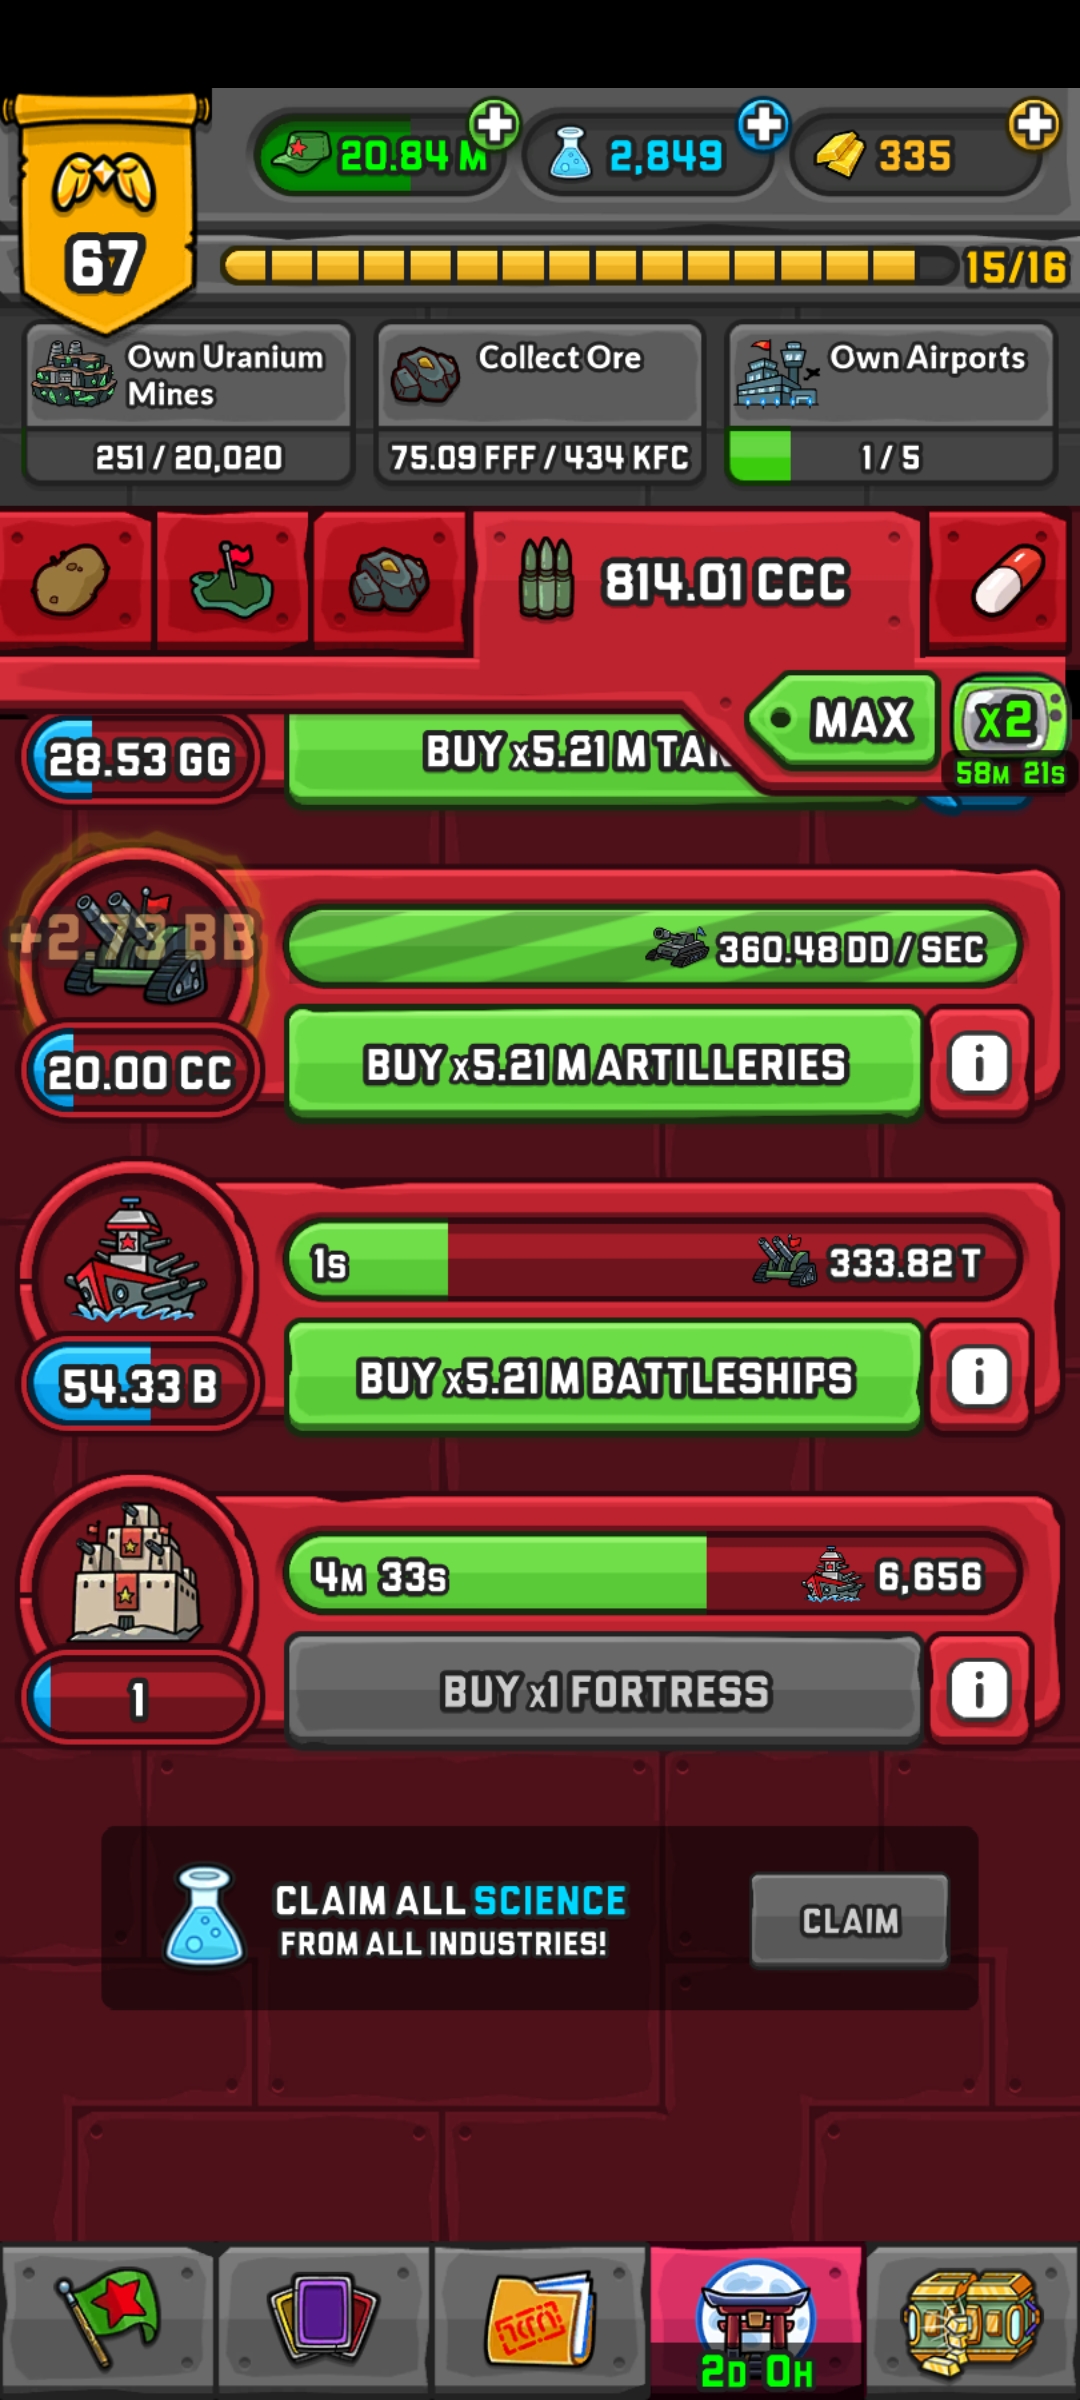 20.84 M
2,849
335
67
15/16
Own Uranium
Mines
251 / 20,020
Collect Ore
75.09 FFF / 434 KFC
Own Airports
1 / 5
814.01 CCC
MAX
x2
58M 21S
28.53 GG
BUY x5.21 M TAN
+2.73 BB
360.48 DD / SEC
20.00 CC
BUY x5.21 M ARTILLERIES
i
1S
333.82 T
54.33 B
BUY x5.21 M BATTLESHIPS
i
4M 33S
6,656
1
BUY x1 FORTRESS
i
CLAIM ALL SCIENCE
FROM ALL INDUSTRIES!
CLAIM
2D 0H